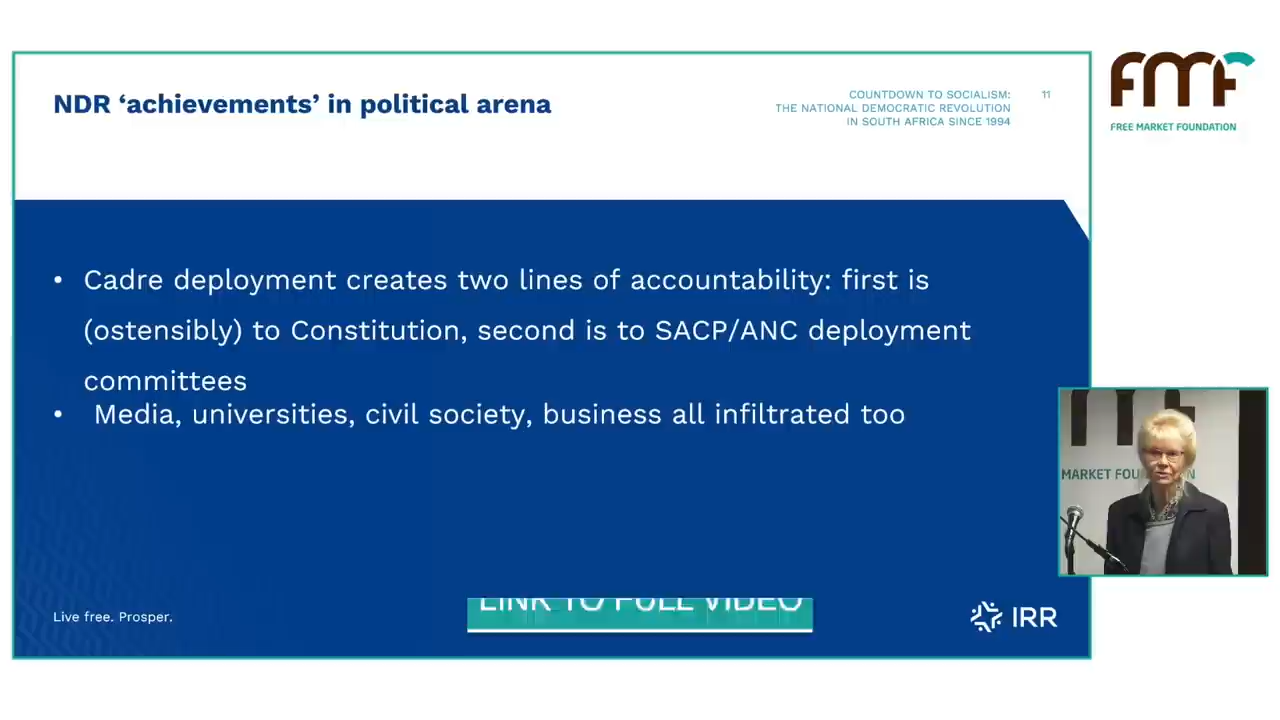 NDR ‘achievements’ in political arena
COUNTDOWN TO SOCIALISM:
THE NATIONAL DEMOCRATIC REVOLUTION
IN SOUTH AFRICA SINCE 1994
11
fmf
FREE MARKET FOUNDATION
• Cadre deployment creates two lines of accountability: first is
(ostensibly) to Constitution, second is to SACP/ANC deployment
committees
• Media, universities, civil society, business all infiltrated too
MARKET FOU N
LINK TO FULL VIDEO
Live free. Prosper.
IRR